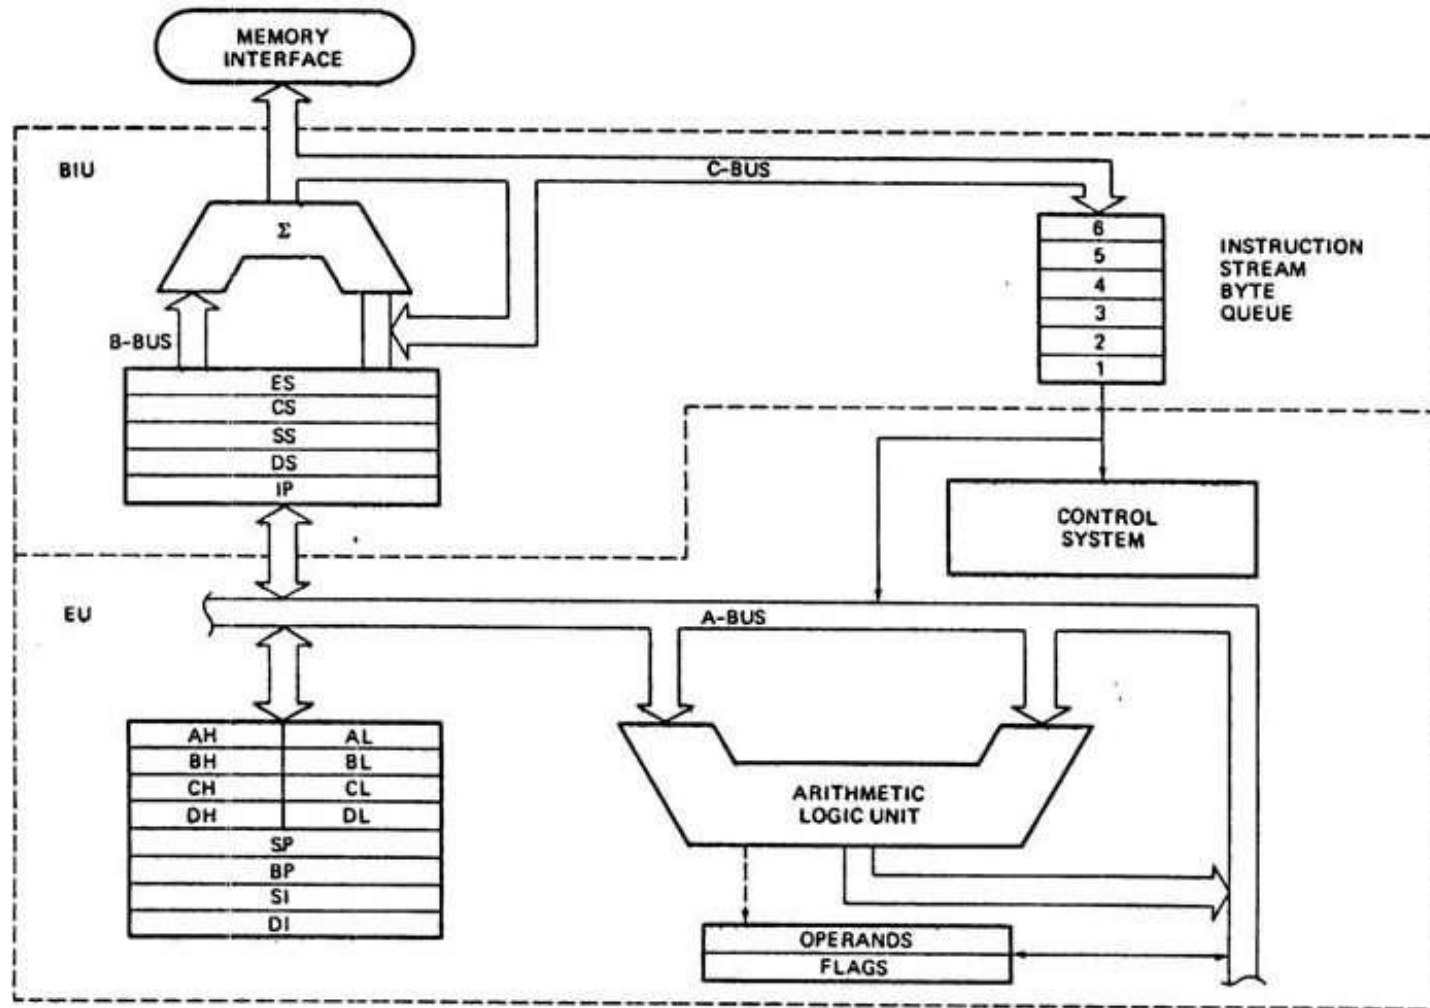 MEMORY
INTERFACE
BIU
C-BUS
Σ
B-BUS
6
5
4
3
2
1
INSTRUCTION
STREAM
BYTE
QUEUE
ES
CS
SS
DS
IP
CONTROL
SYSTEM
EU
A-BUS
AH AL
BH BL
CH CL
DH DL
SP
BP
SI
DI
ARITHMETIC
LOGIC UNIT
OPERANDS
FLAGS